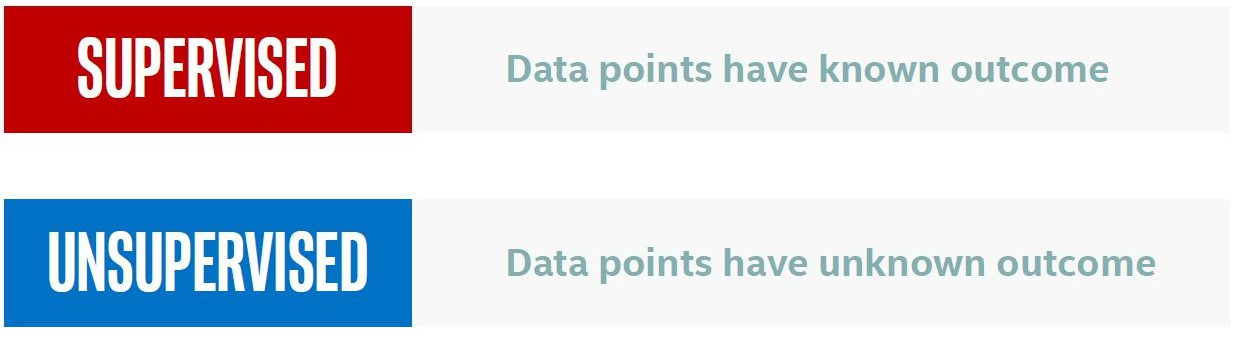 SUPERVISED
Data points have known outcome
UNSUPERVISED
Data points have unknown outcome